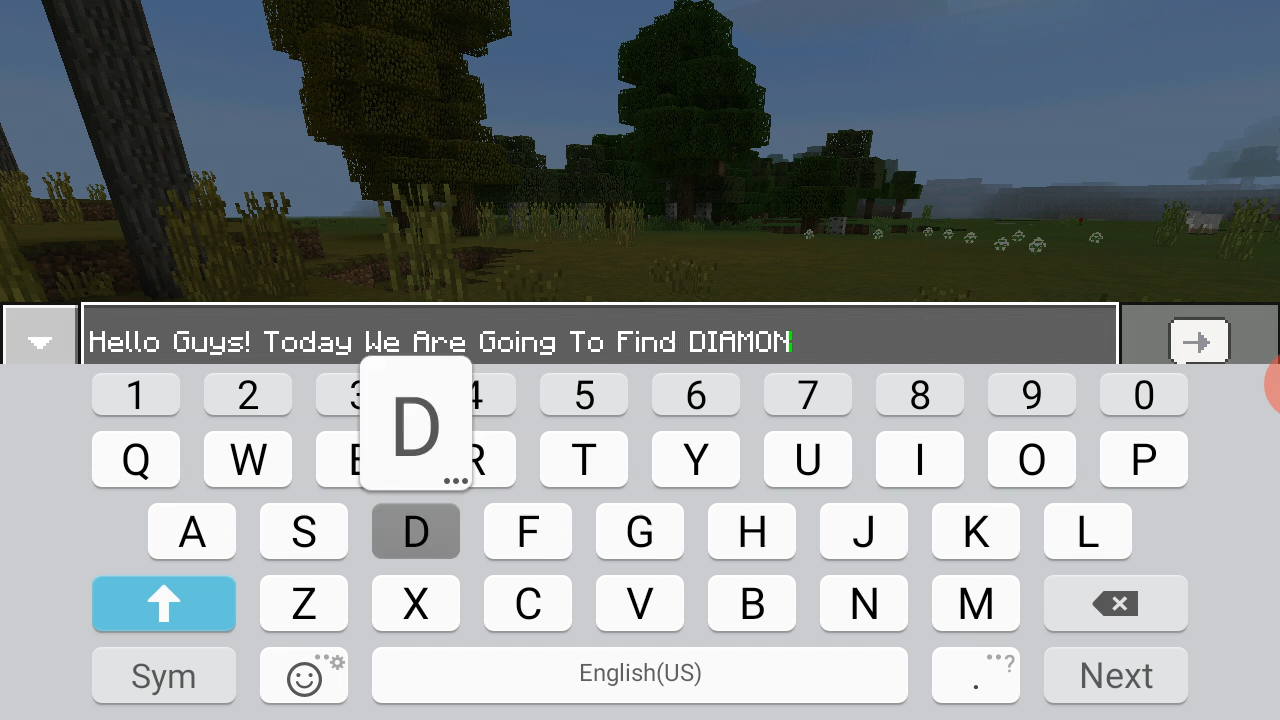 Hello Guys! Today We Are Going To Find DIAMON
1 2 3 4 5 6 7 8 9 0
D
Q W E R T Y U I O P
A S D F G H J K L
Z X C V B N M
Sym English(US) . ? Next